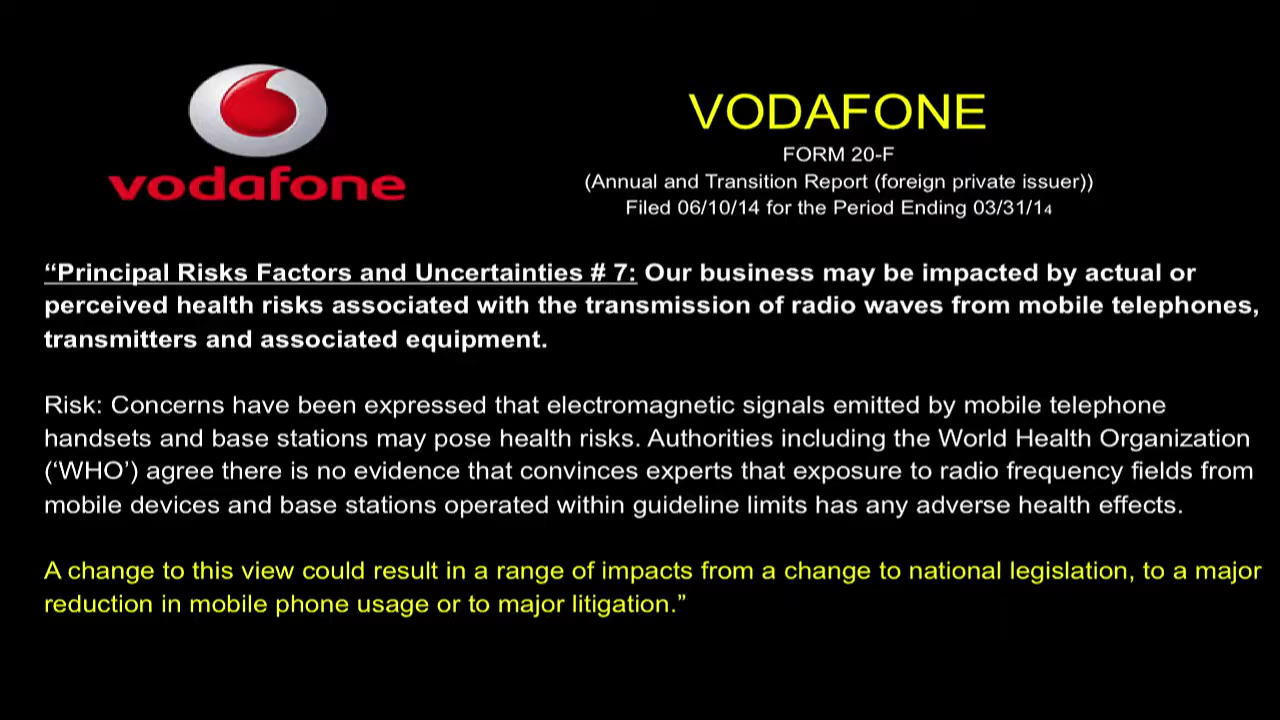 vodafone
VODAFONE
FORM 20-F
(Annual and Transition Report (foreign private issuer))
Filed 06/10/14 for the Period Ending 03/31/14
“Principal Risks Factors and Uncertainties # 7: Our business may be impacted by actual or
perceived health risks associated with the transmission of radio waves from mobile telephones,
transmitters and associated equipment.
Risk: Concerns have been expressed that electromagnetic signals emitted by mobile telephone
handsets and base stations may pose health risks. Authorities including the World Health Organization
(‘WHO’) agree there is no evidence that convinces experts that exposure to radio frequency fields from
mobile devices and base stations operated within guideline limits has any adverse health effects.
A change to this view could result in a range of impacts from a change to national legislation, to a major
reduction in mobile phone usage or to major litigation.”